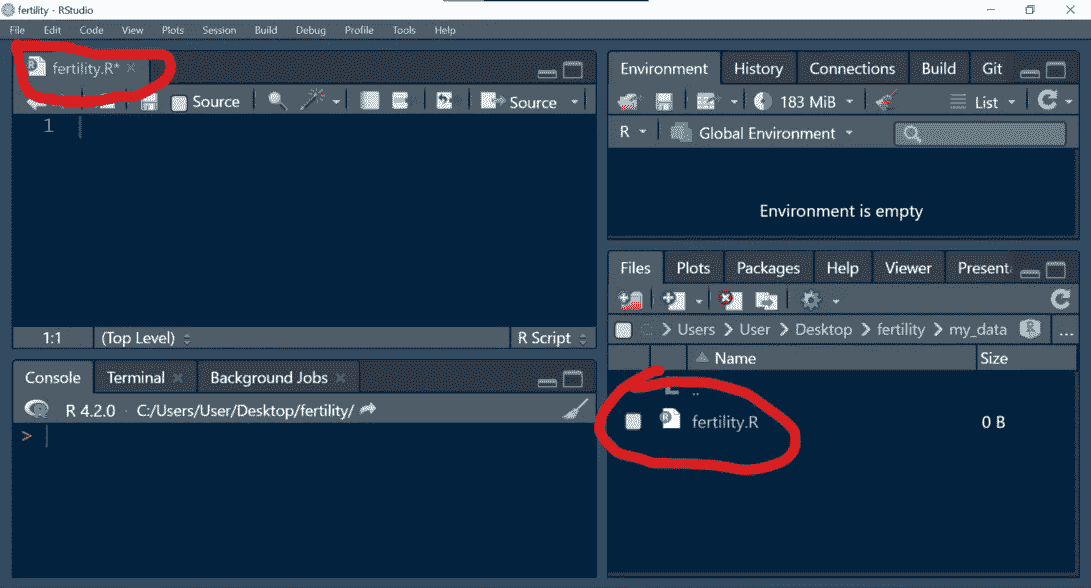 fertility - RStudio
File Edit Code View Plots Session Build Debug Profile Tools Help
fertility.R*
Source Source
1
1:1 (Top Level) R Script
Console Terminal Background Jobs
R 4.2.0 · C:/Users/User/Desktop/fertility/
>
Environment History Connections Build Git
183 MiB List
R Global Environment
Environment is empty
Files Plots Packages Help Viewer Present
C: > Users > User > Desktop > fertility > my_data ...
Name Size
..
fertility.R 0 B